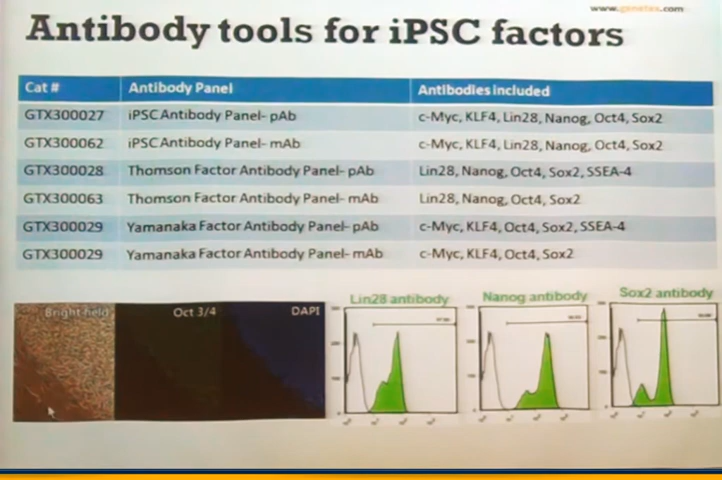 www.genetex.com
Antibody tools for iPSC factors
Cat # Antibody Panel Antibodies included
GTX300027 iPSC Antibody Panel- pAb c-Myc, KLF4, Lin28, Nanog, Oct4, Sox2
GTX300062 iPSC Antibody Panel- mAb c-Myc, KLF4, Lin28, Nanog, Oct4, Sox2
GTX300028 Thomson Factor Antibody Panel- pAb Lin28, Nanog, Oct4, Sox2, SSEA-4
GTX300063 Thomson Factor Antibody Panel- mAb Lin28, Nanog, Oct4, Sox2
GTX300029 Yamanaka Factor Antibody Panel- pAb c-Myc, KLF4, Oct4, Sox2, SSEA-4
GTX300029 Yamanaka Factor Antibody Panel- mAb c-Myc, KLF4, Oct4, Sox2
Bright field Oct 3/4 DAPI Lin28 antibody Nanog antibody Sox2 antibody